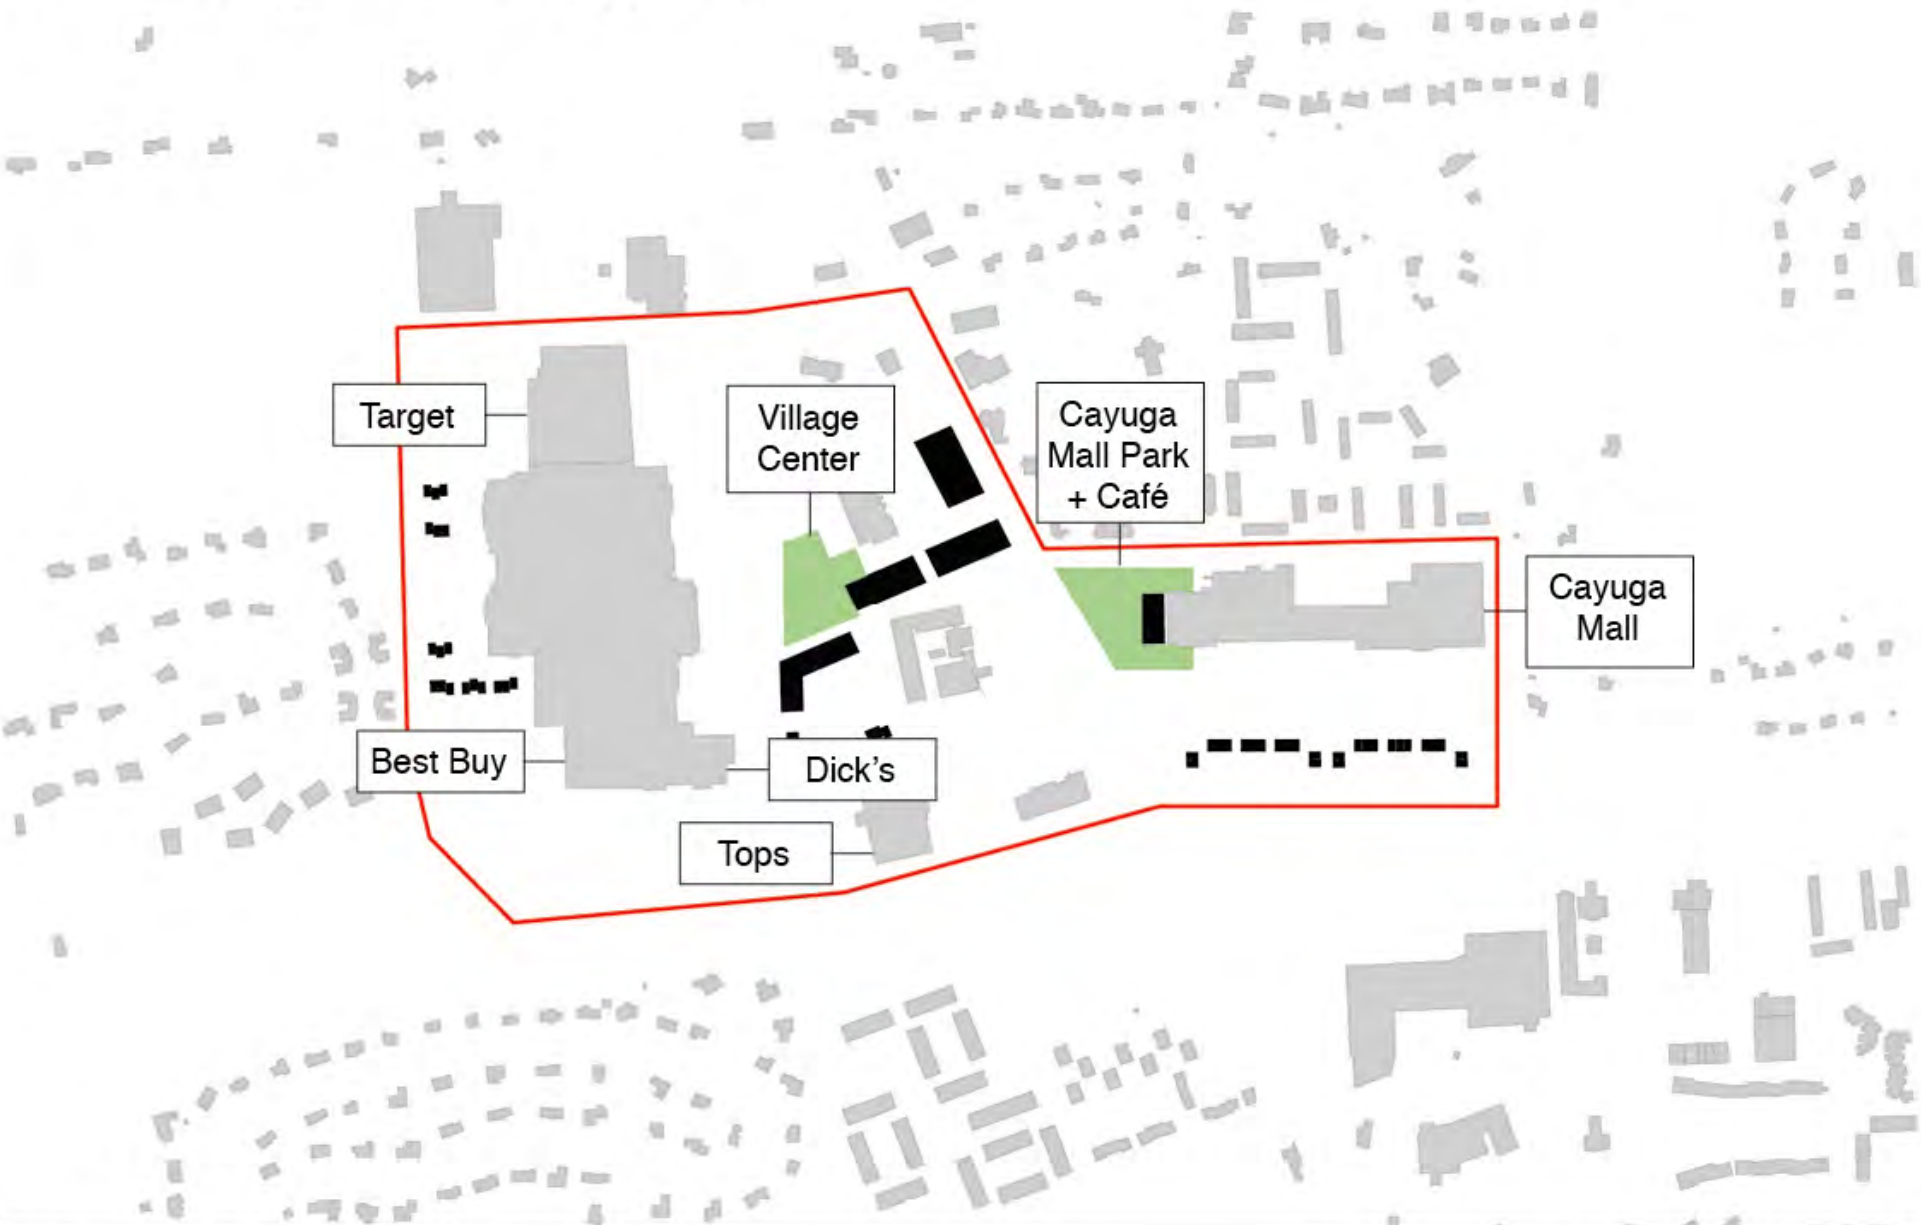 Target
Village
Center
Cayuga
Mall Park
+ Café
Cayuga
Mall
Best Buy
Dick's
Tops